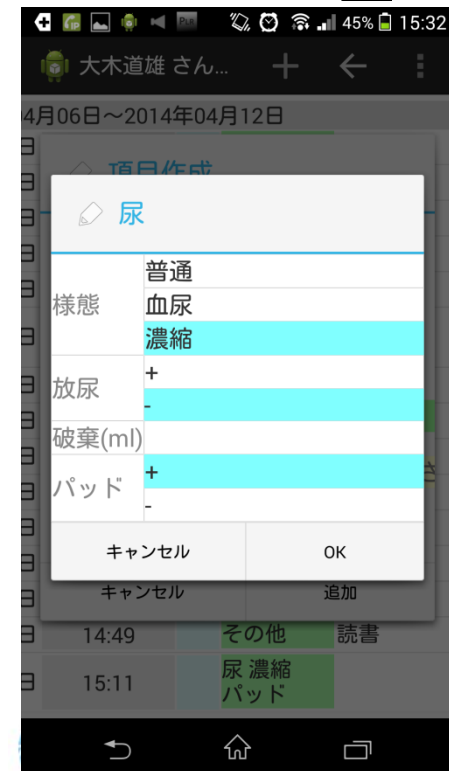 45% 15:32
大木道雄 さん...
4月06日～2014年04月12日
項目作成
尿
様態
普通
血尿
濃縮
放尿
+
-
破棄(ml)
パッド
+
-
キャンセル OK
キャンセル 追加
14:49 その他 読書
15:11 尿 濃縮
パッド